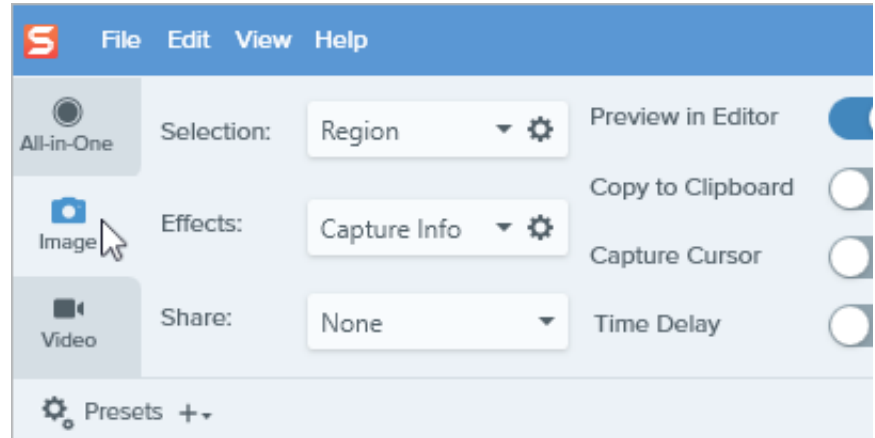 File Edit View Help
All-in-One
Selection: Region
Preview in Editor
Copy to Clipboard
Image
Effects: Capture Info
Capture Cursor
Video
Share: None
Time Delay
Presets